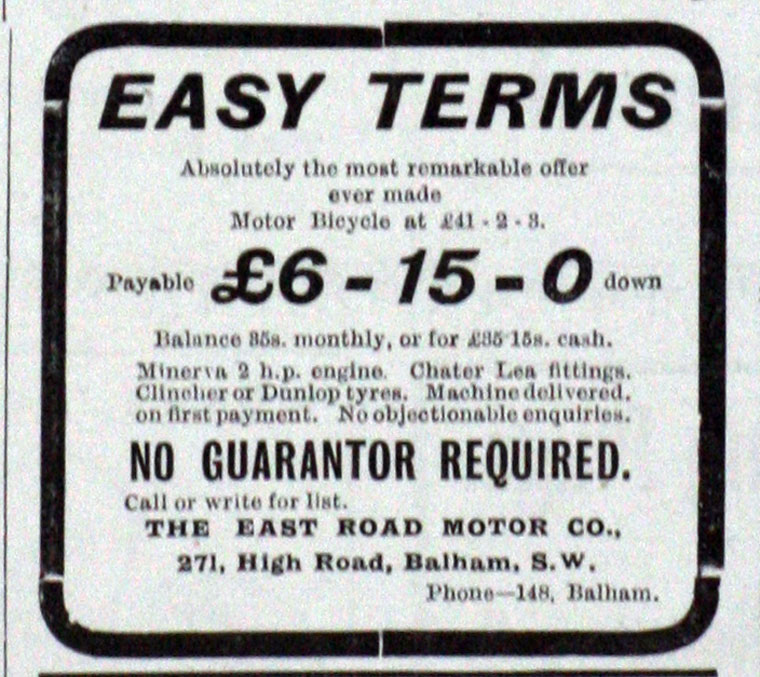 EASY TERMS
Absolutely the most remarkable offer
ever made
Motor Bicycle at £41 - 2 - 3.
Payable £6 - 15 - 0 down
Balance 35s. monthly, or for £35 15s. cash.
Minerva 2 h.p. engine. Chater Lea fittings.
Clincher or Dunlop tyres. Machine delivered.
on first payment. No objectionable enquiries.
NO GUARANTOR REQUIRED.
Call or write for list.
THE EAST ROAD MOTOR CO.,
271, High Road, Balham, S.W.
Phone—148, Balham.